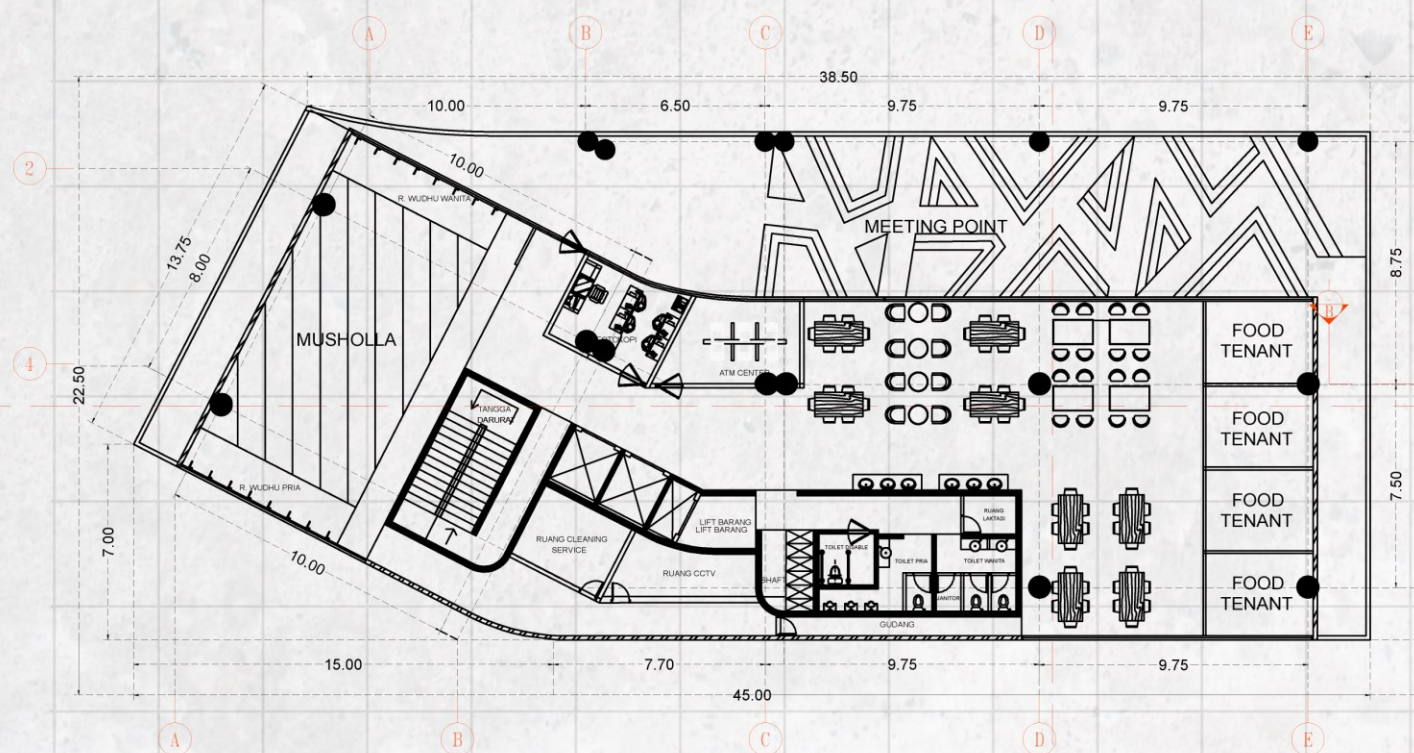 A
B
C
D
E
38.50
10.00
6.50
9.75
9.75
2
10.00
R. WUDHU WANITA
13.75
8.00
MEETING POINT
8.75
B
MUSHOLLA
FOOD
TENANT
4
22.50
ATM CENTER
TANGGA
DARURAT
FOOD
TENANT
R. WUDHU PRIA
7.50
7.00
10.00
LIFT BARANG
LIFT BARANG
RUANG
LAKTASI
FOOD
TENANT
RUANG CLEANING
SERVICE
RUANG CCTV
SHAFT
TOILET DISABLE
TOILET PRIA
TOILET WANITA
JANITOR
FOOD
TENANT
GUDANG
15.00
7.70
9.75
9.75
45.00
A
B
C
D
E